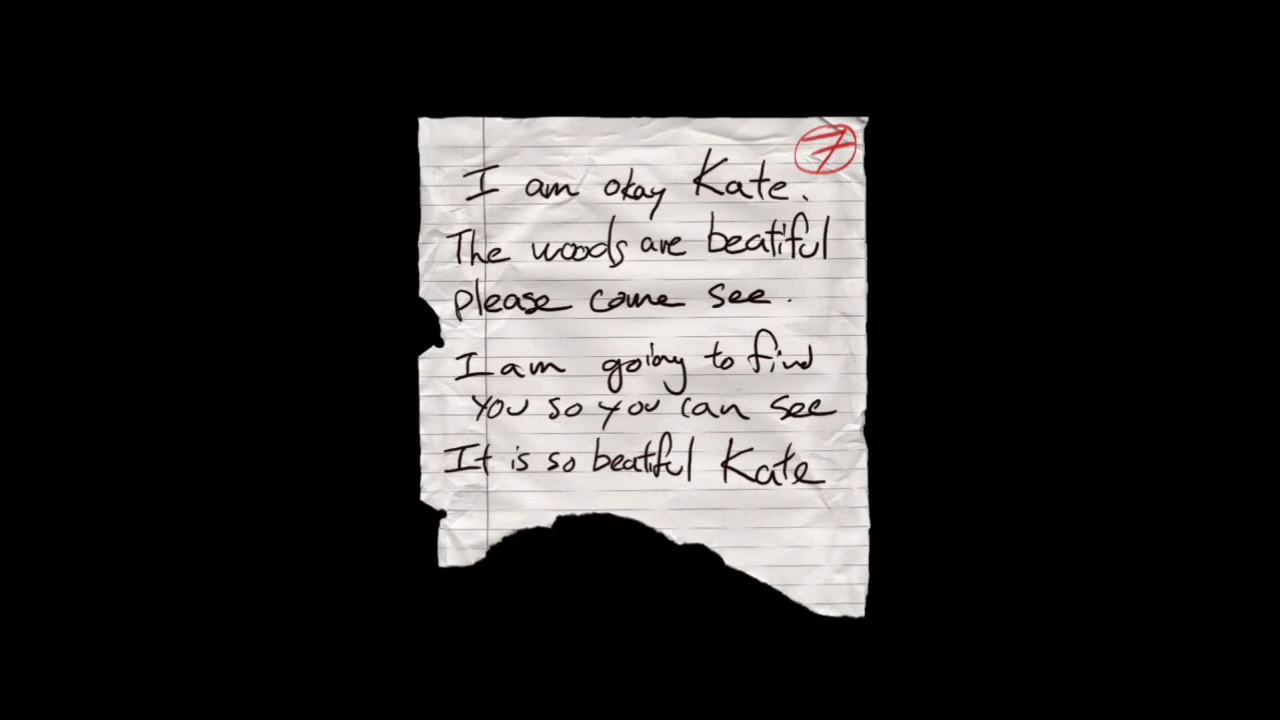 7
I am okay Kate.
The woods are beatiful
please come see.
I am going to find
you so you can see
It is so beatiful Kate